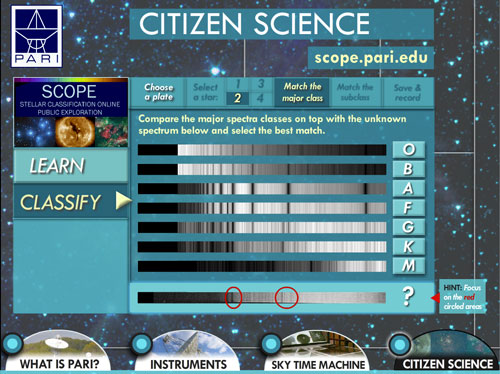 CITIZEN SCIENCE
PARI
scope.pari.edu
SCOPE
STELLAR CLASSIFICATION ONLINE
PUBLIC EXPLORATION
Choose
a plate
Select
a star:
1 3
2 4
Match the
major class
Match the
subclass
Save &
record
Compare the major spectra classes on top with the unknown
spectrum below and select the best match.
LEARN
CLASSIFY
O
B
A
F
G
K
M
?
HINT: Focus
on the red
circled areas
WHAT IS PARI?
INSTRUMENTS
SKY TIME MACHINE
CITIZEN SCIENCE